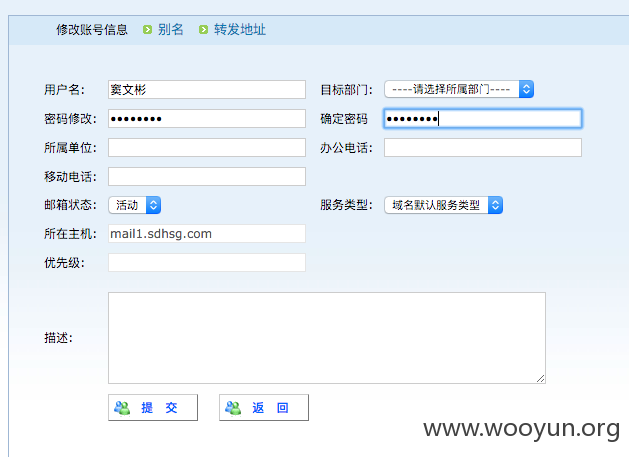 修改账号信息 别名 转发地址
用户名： 窦文彬 目标部门： ----请选择所属部门----
密码修改： •••••••• 确定密码 ••••••••
所属单位： 办公电话：
移动电话：
邮箱状态： 活动 服务类型： 域名默认服务类型
所在主机： mail1.sdhsg.com
优先级：
描述：
提 交 返 回
www.wooyun.org